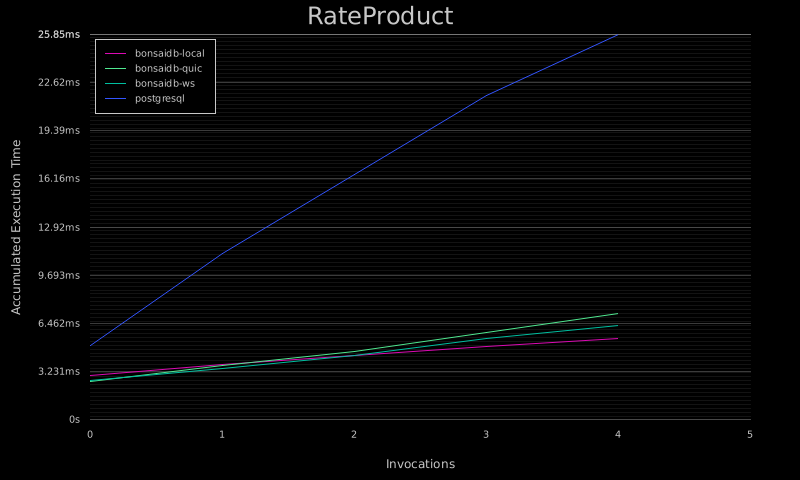 RateProduct
25.85ms
22.62ms
19.39ms
16.16ms
12.92ms
9.693ms
6.462ms
3.231ms
0s
bonsaidb-local
bonsaidb-quic
bonsaidb-ws
postgresql
Accumulated Execution Time
0 1 2 3 4 5
Invocations